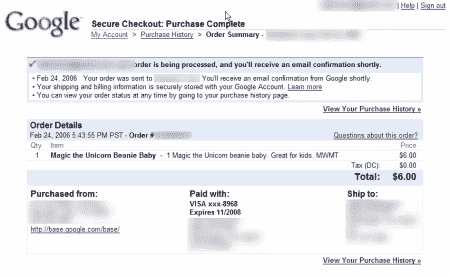 | Help | Sign out
Google
Secure Checkout: Purchase Complete
My Account > Purchase History > Order Summary -
order is being processed, and you'll receive an email confirmation shortly.
• Feb 24, 2006 Your order was sent to You'll receive an email confirmation from Google shortly.
• Your shipping and billing information is securely stored with your Google Account. Learn more
• You can view your order status at any time by going to your purchase history page.
View Your Purchase History »
Order Details
Feb 24, 2006 5:43:55 PM PST - Order #
Questions about this order?
Qty Item Price
1 Magic the Unicorn Beanie Baby - 1 Magic the Unicorn beanie baby. Great for kids. MWMT $6.00
Tax (DC): $0.00
Total: $6.00
Purchased from: Paid with: Ship to:
VISA xxx-8968
Expires 11/2008
http://base.google.com/base/
View Your Purchase History »